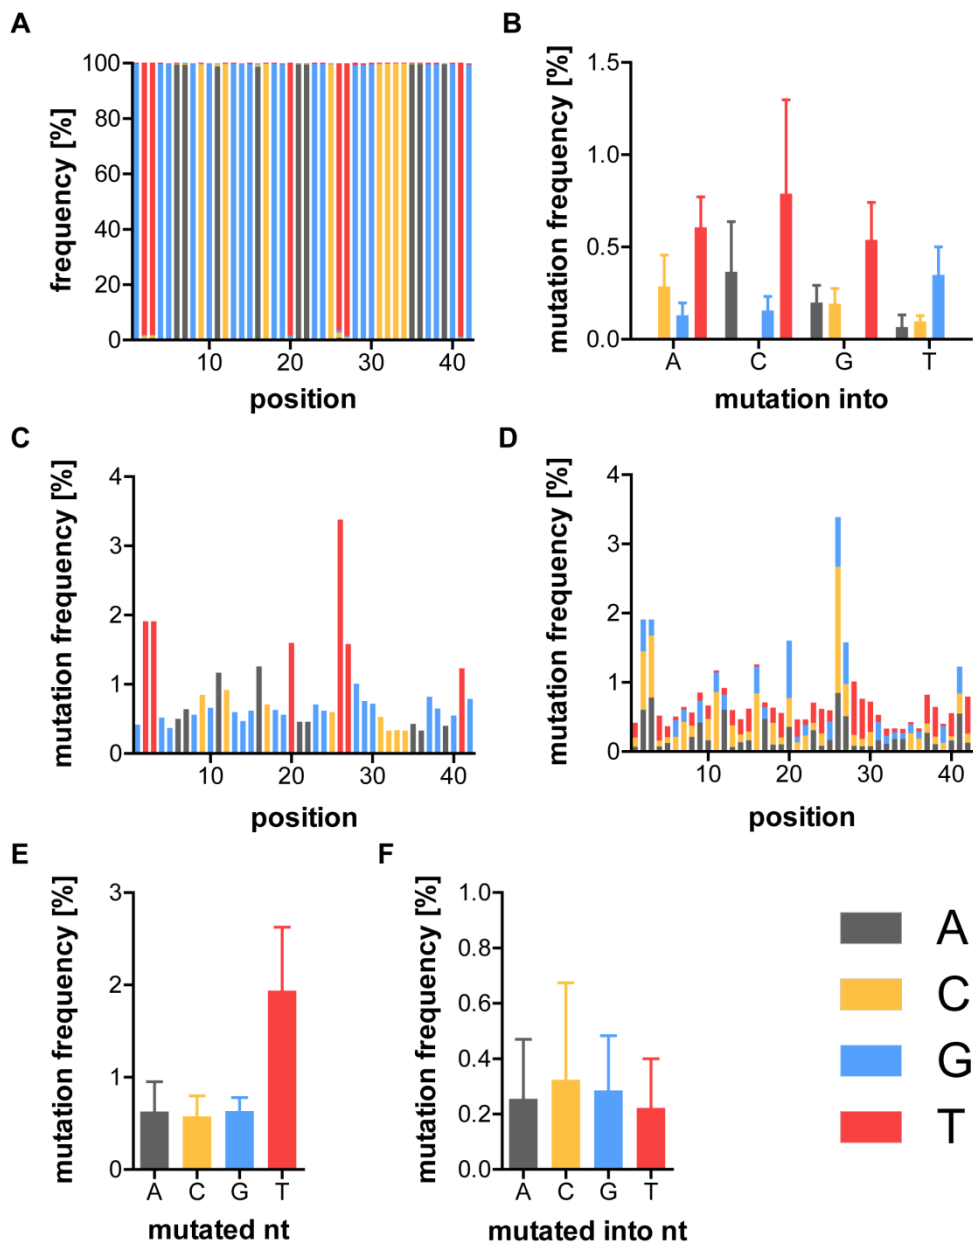 A
frequency [%]
100
80
60
40
20
0
10 20 30 40
position
B
mutation frequency [%]
1.5
1.0
0.5
0.0
A C G T
mutation into
C
mutation frequency [%]
4
3
2
1
0
10 20 30 40
position
D
mutation frequency [%]
4
3
2
1
0
10 20 30 40
position
E
mutation frequency [%]
3
2
1
0
A C G T
mutated nt
F
mutation frequency [%]
1.0
0.8
0.6
0.4
0.2
0.0
A C G T
mutated into nt
A
C
G
T